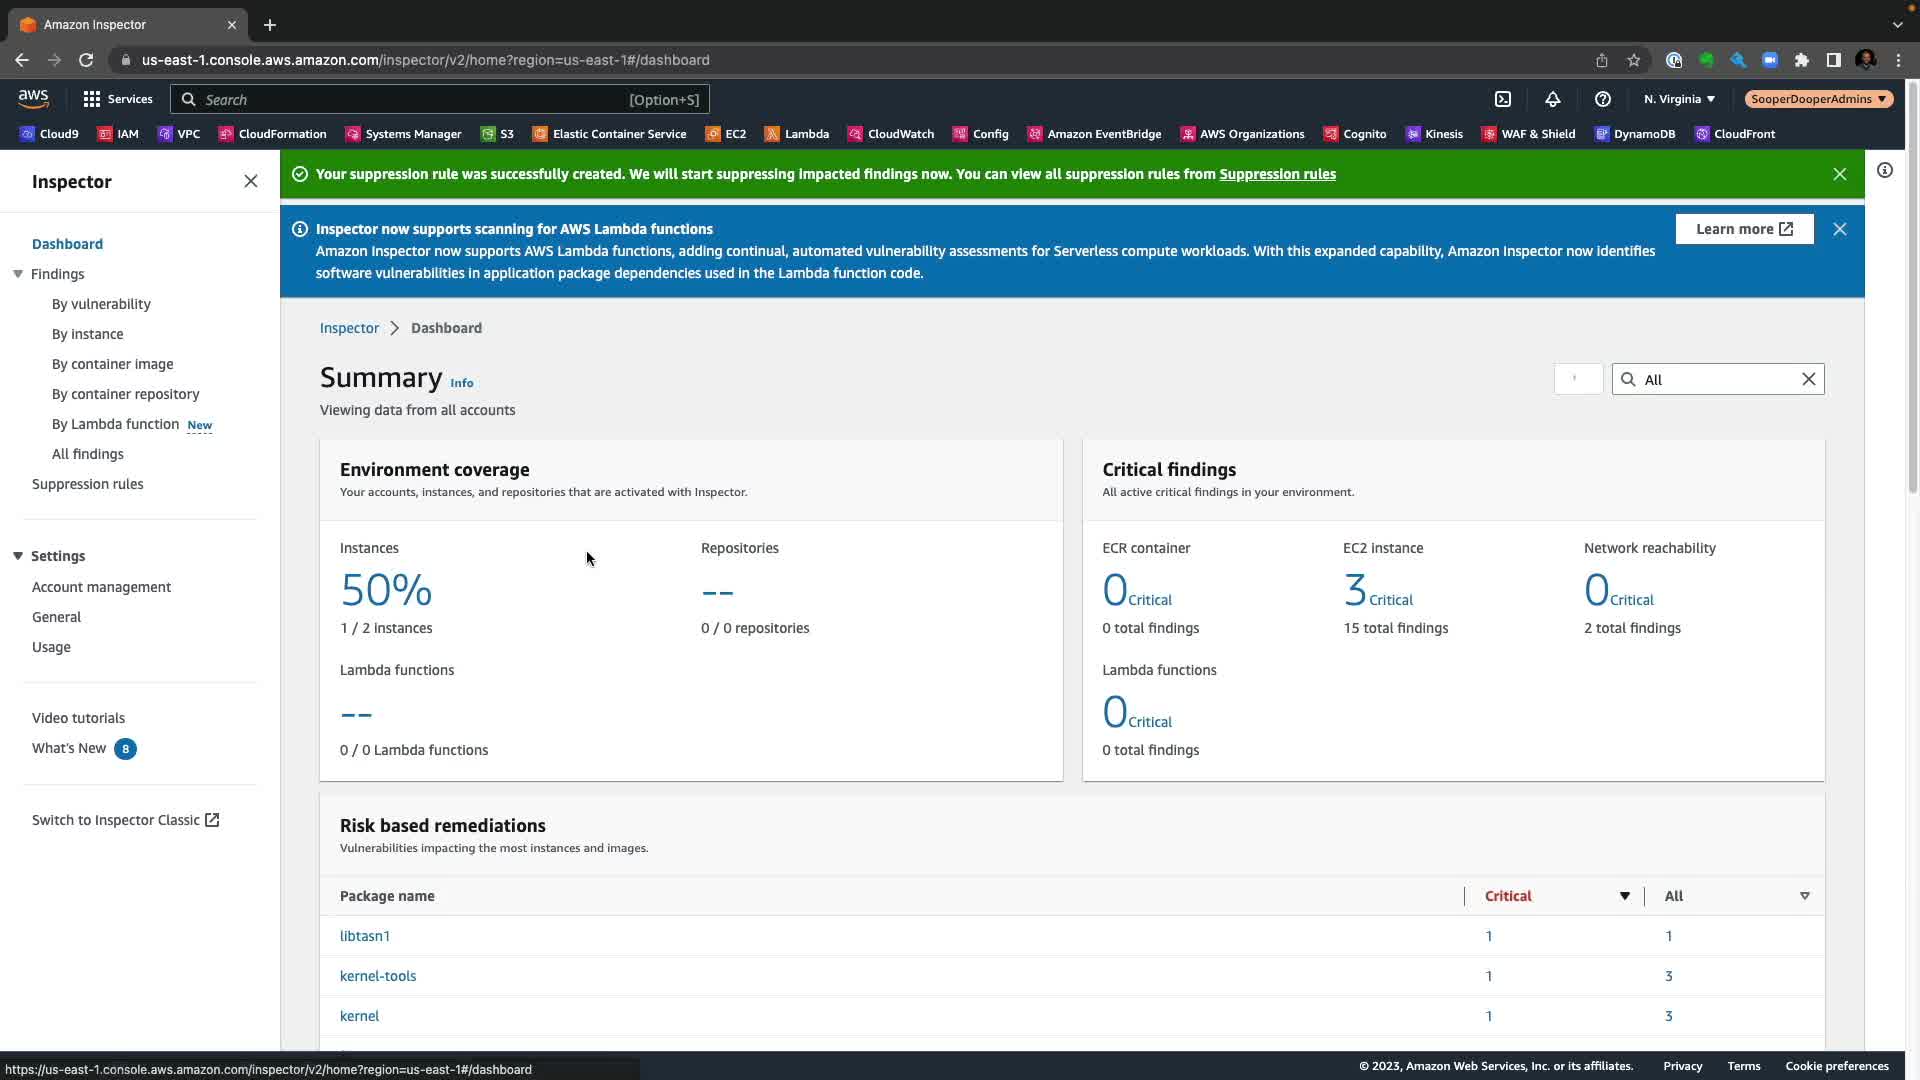 Amazon Inspector
us-east-1.console.aws.amazon.com/inspector/v2/home?region=us-east-1#/dashboard
aws
Services
Search
[Option+S]
N. Virginia
SooperDooperAdmins
Cloud9
IAM
VPC
CloudFormation
Systems Manager
S3
Elastic Container Service
EC2
Lambda
CloudWatch
Config
Amazon EventBridge
AWS Organizations
Cognito
Kinesis
WAF & Shield
DynamoDB
CloudFront
Inspector
Dashboard
Findings
By vulnerability
By instance
By container image
By container repository
By Lambda function New
All findings
Suppression rules
Settings
Account management
General
Usage
Video tutorials
What's New 8
Switch to Inspector Classic
Your suppression rule was successfully created. We will start suppressing impacted findings now. You can view all suppression rules from Suppression rules
Inspector now supports scanning for AWS Lambda functions
Amazon Inspector now supports AWS Lambda functions, adding continual, automated vulnerability assessments for Serverless compute workloads. With this expanded capability, Amazon Inspector now identifies
software vulnerabilities in application package dependencies used in the Lambda function code.
Learn more
Inspector > Dashboard
Summary Info
Viewing data from all accounts
All
Environment coverage
Your accounts, instances, and repositories that are activated with Inspector.
Instances
50%
1 / 2 instances
Repositories
--
0 / 0 repositories
Lambda functions
--
0 / 0 Lambda functions
Critical findings
All active critical findings in your environment.
ECR container
0 Critical
0 total findings
EC2 instance
3 Critical
15 total findings
Network reachability
0 Critical
2 total findings
Lambda functions
0 Critical
0 total findings
Risk based remediations
Vulnerabilities impacting the most instances and images.
Package name Critical All
libtasn1 1 1
kernel-tools 1 3
kernel 1 3
https://us-east-1.console.aws.amazon.com/inspector/v2/home?region=us-east-1#/dashboard
© 2023, Amazon Web Services, Inc. or its affiliates.
Privacy
Terms
Cookie preferences